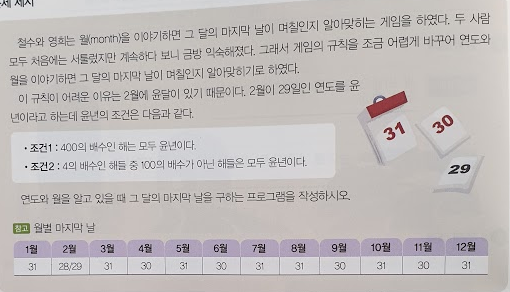 제 제시
철수와 영희는 월(month)을 이야기하면 그 달의 마지막 날이 며칠인지 알아맞히는 게임을 하였다. 두 사람
모두 처음에는 서툴렀지만 계속하다 보니 금방 익숙해졌다. 그래서 게임의 규칙을 조금 어렵게 바꾸어 연도와
월을 이야기하면 그 달의 마지막 날이 며칠인지 알아맞히기로 하였다.
이 규칙이 어려운 이유는 2월에 윤달이 있기 때문이다. 2월이 29일인 연도를 윤
년이라고 하는데 윤년의 조건은 다음과 같다.
• 조건1 : 400의 배수인 해는 모두 윤년이다.
• 조건2 : 4의 배수인 해들 중 100의 배수가 아닌 해들은 모두 윤년이다.
31
30
29
연도와 월을 알고 있을 때 그 달의 마지막 날을 구하는 프로그램을 작성하시오.
참고 월별 마지막 날
1월 2월 3월 4월 5월 6월 7월 8월 9월 10월 11월 12월
31 28/29 31 30 31 30 31 31 30 31 30 31